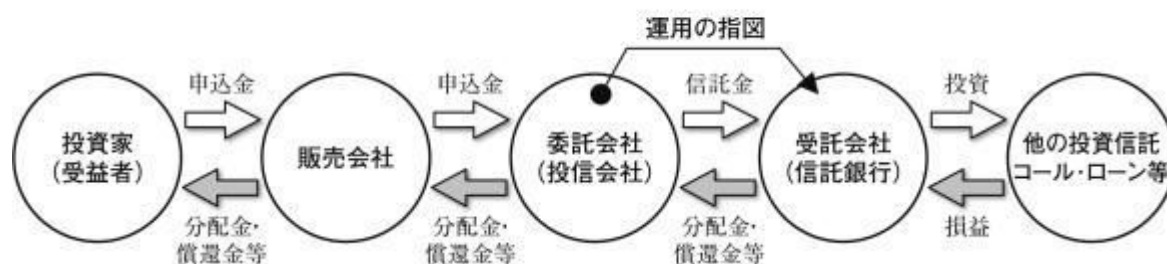 運用の指図
申込金
申込金
信託金
投資
投資家
(受益者)
販売会社
委託会社
(投信会社)
受託会社
(信託銀行)
他の投資信託
コール・ローン等
分配金・
償還金等
分配金・
償還金等
分配金・
償還金等
損益